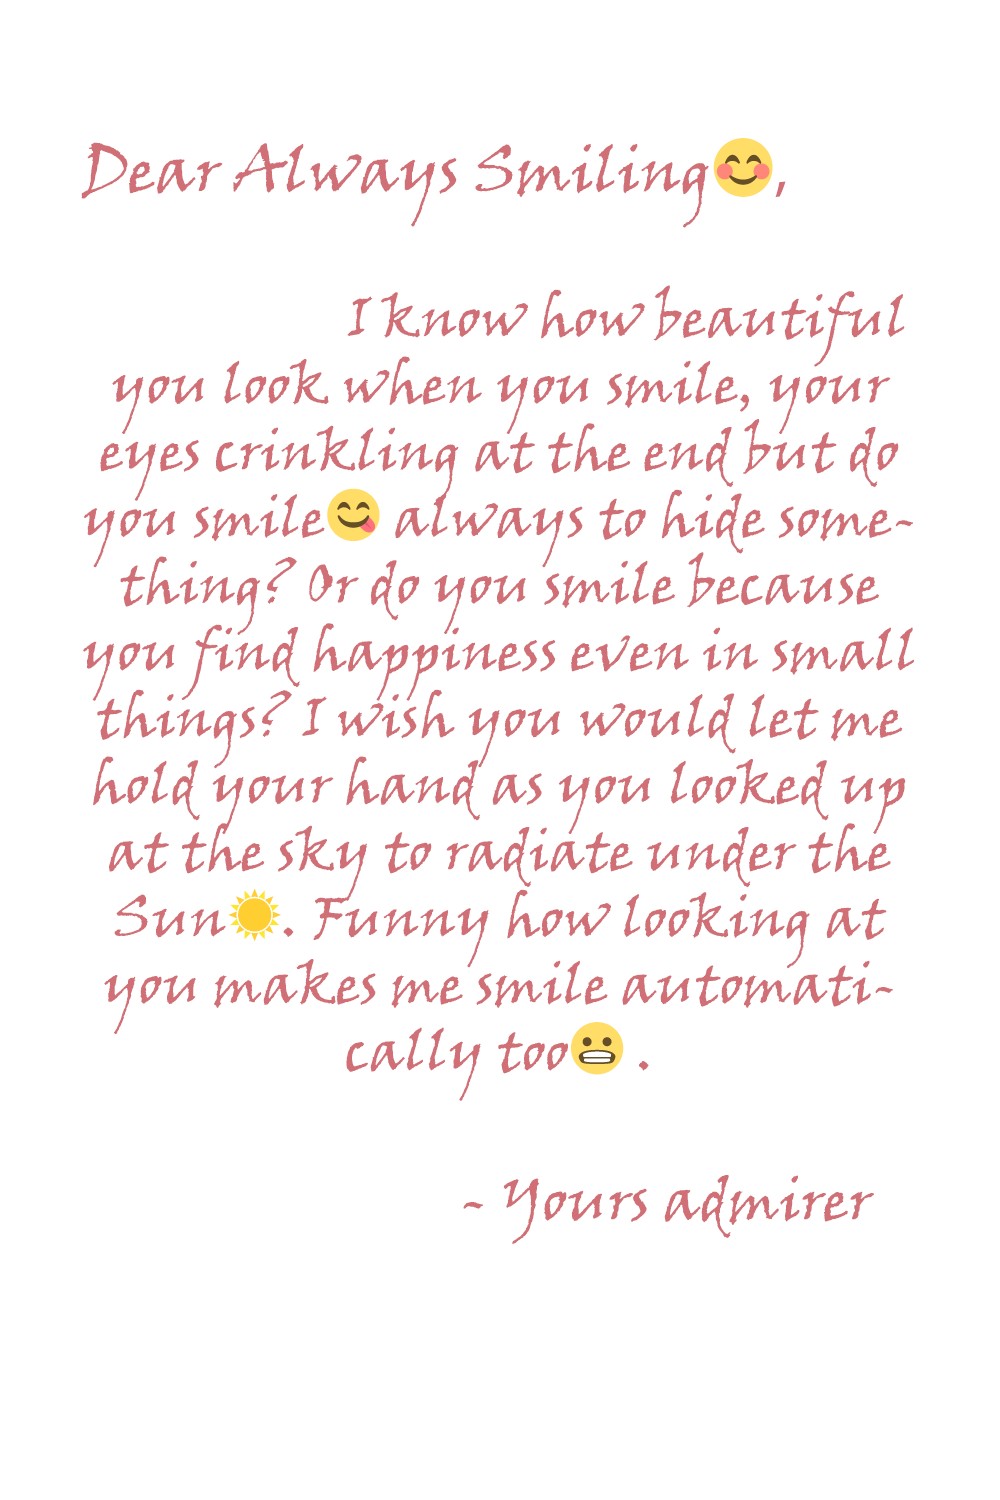 Dear Always Smiling😊,
I know how beautiful
you look when you smile, your
eyes crinkling at the end but do
you smile😋 always to hide some-
thing? Or do you smile because
you find happiness even in small
things? I wish you would let me
hold your hand as you looked up
at the sky to radiate under the
Sun☀️. Funny how looking at
you makes me smile automati-
cally too😬 .
- Yours admirer